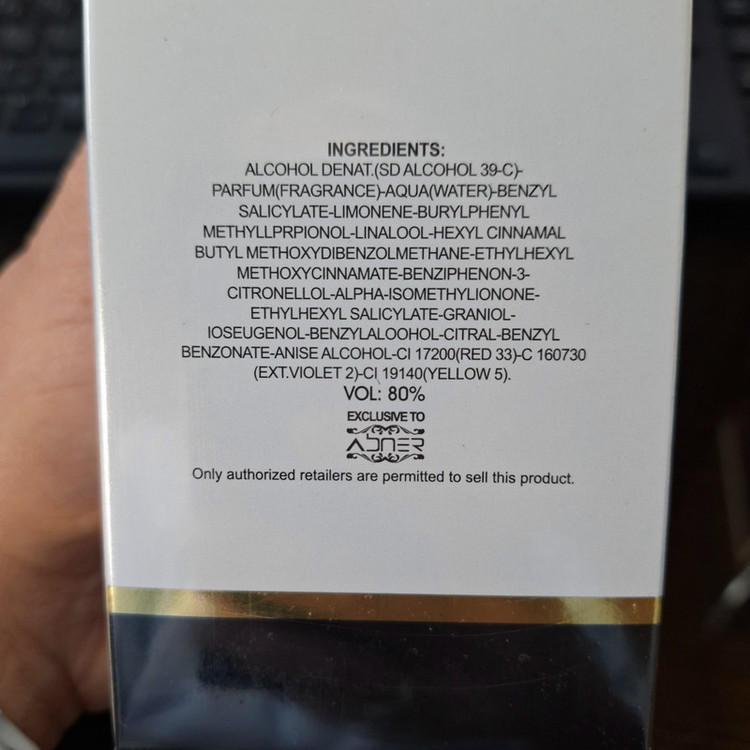 INGREDIENTS:
ALCOHOL DENAT.(SD ALCOHOL 39-C)-
PARFUM(FRAGRANCE)-AQUA(WATER)-BENZYL
SALICYLATE-LIMONENE-BURYLPHENYL
METHYLLPRPIONOL-LINALOOL-HEXYL CINNAMAL
BUTYL METHOXYDIBENZOLMETHANE-ETHYLHEXYL
METHOXYCINNAMATE-BENZIPHENON-3-
CITRONELLOL-ALPHA-ISOMETHYLIONONE-
ETHYLHEXYL SALICYLATE-GRANIOL-
IOSEUGENOL-BENZYLALOOHOL-CITRAL-BENZYL
BENZONATE-ANISE ALCOHOL-CI 17200(RED 33)-C 160730
(EXT.VIOLET 2)-CI 19140(YELLOW 5).
VOL: 80%
EXCLUSIVE TO
ABNER
Only authorized retailers are permitted to sell this product.